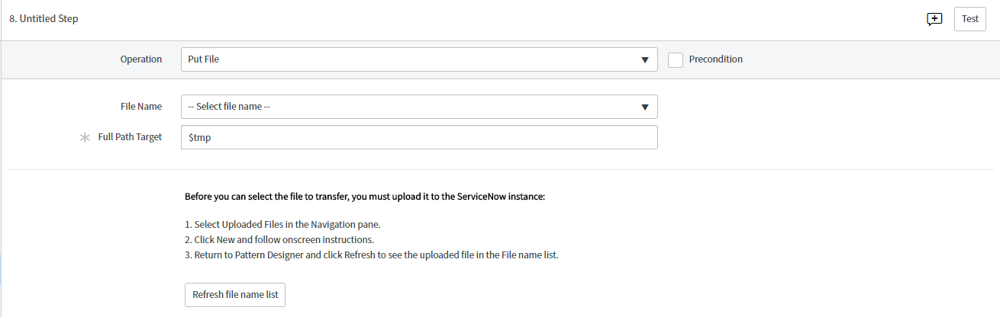 8. Untitled Step
Test
Operation
Put File
Precondition
File Name
-- Select file name --
Full Path Target
$tmp
Before you can select the file to transfer, you must upload it to the ServiceNow instance:
1. Select Uploaded Files in the Navigation pane.
2. Click New and follow onscreen instructions.
3. Return to Pattern Designer and click Refresh to see the uploaded file in the File name list.
Refresh file name list